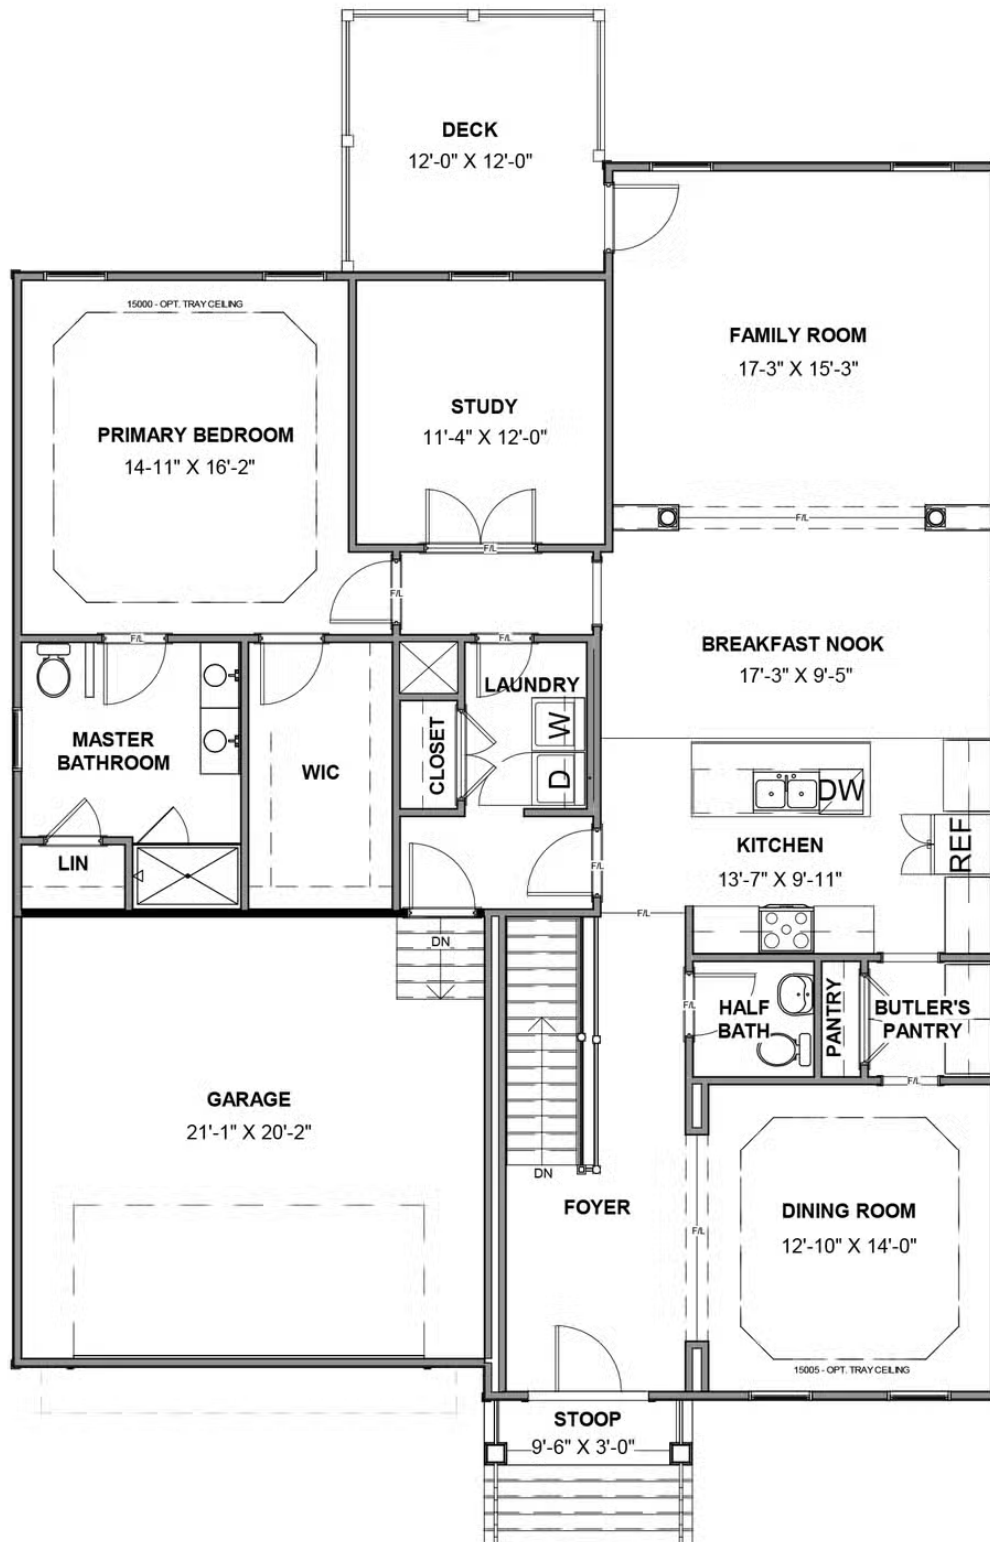 DECK
12'-0" X 12'-0"
15000 - OPT. TRAY CEILING
FAMILY ROOM
17-3" X 15'-3"
STUDY
11'-4" X 12'-0"
PRIMARY BEDROOM
14-11" X 16'-2"
F/L
F/L
F/L
F/L
F/L
BREAKFAST NOOK
17'-3" X 9'-5"
LAUNDRY
MASTER
BATHROOM
WIC
CLOSET
W
D
DW
KITCHEN
13'-7" X 9'-11"
REF
LIN
F/L
F/L
DN
F/L
HALF
BATH
PANTRY
BUTLER'S
PANTRY
F/L
GARAGE
21'-1" X 20'-2"
DN
FOYER
F/L
DINING ROOM
12'-10" X 14'-0"
15005 - OPT. TRAY CEILING
STOOP
9'-6" X 3'-0"